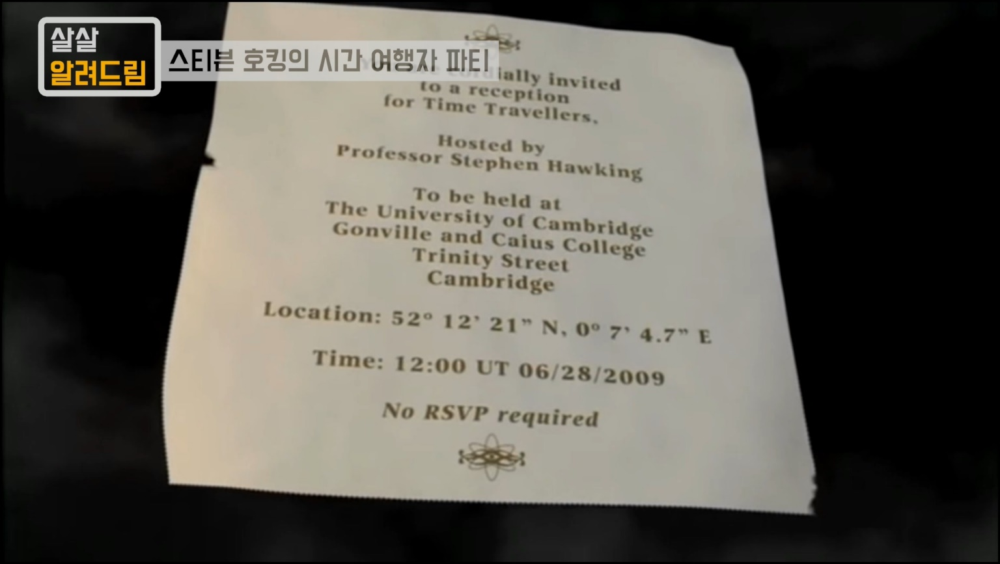 살살
알려드림
스티븐 호킹의 시간 여행자 파티
cordially invited
to a reception
for Time Travellers.
Hosted by
Professor Stephen Hawking
To be held at
The University of Cambridge
Gonville and Caius College
Trinity Street
Cambridge
Location: 52° 12’ 21” N, 0° 7’ 4.7” E
Time: 12:00 UT 06/28/2009
No RSVP required